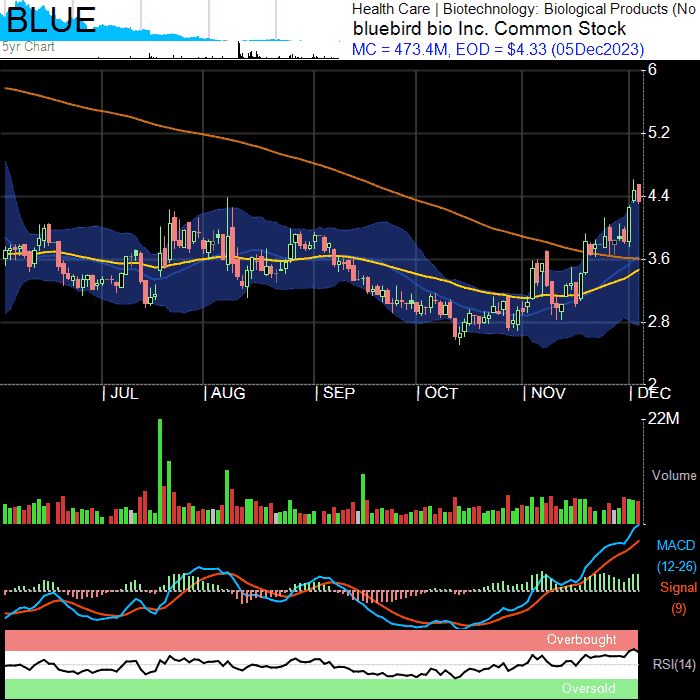 BLUE
5yr Chart
Health Care | Biotechnology: Biological Products (No
bluebird bio Inc. Common Stock
MC = 473.4M, EOD = $4.33 (05Dec2023)
6
5.2
4.4
3.6
2.8
2
JUL
AUG
SEP
OCT
NOV
DEC
22M
Volume
MACD
(12-26)
Signal
(9)
Overbought
RSI(14)
Oversold